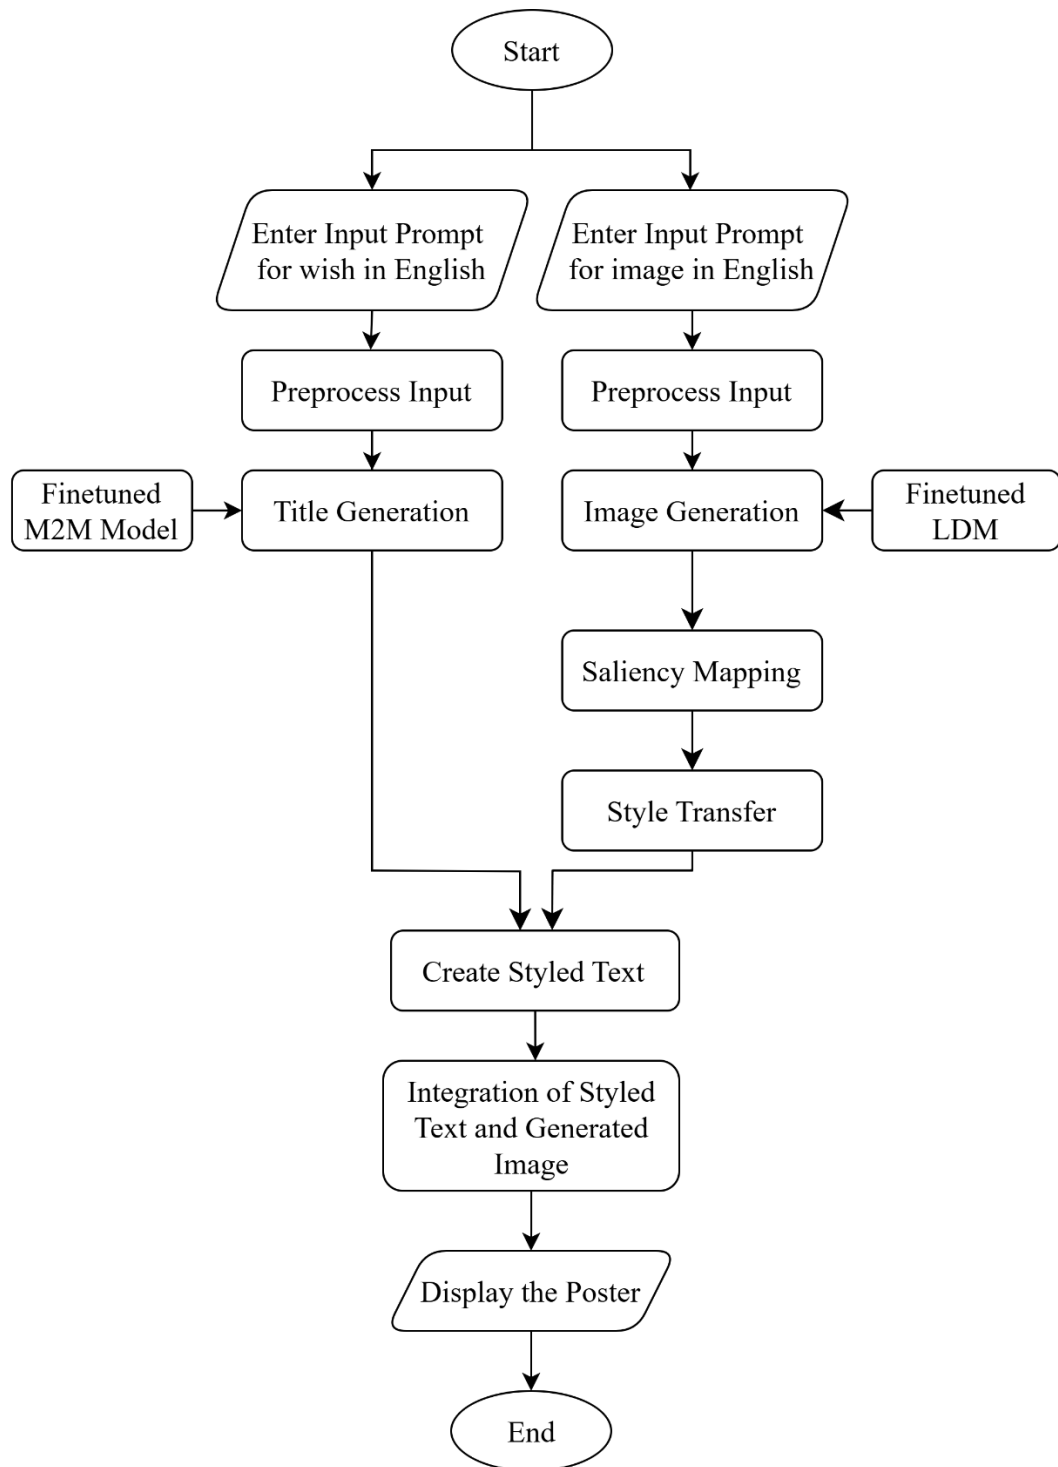 Start
Enter Input Prompt
for wish in English
Enter Input Prompt
for image in English
Preprocess Input
Preprocess Input
Finetuned
M2M Model
Title Generation
Image Generation
Finetuned
LDM
Saliency Mapping
Style Transfer
Create Styled Text
Integration of Styled
Text and Generated
Image
Display the Poster
End